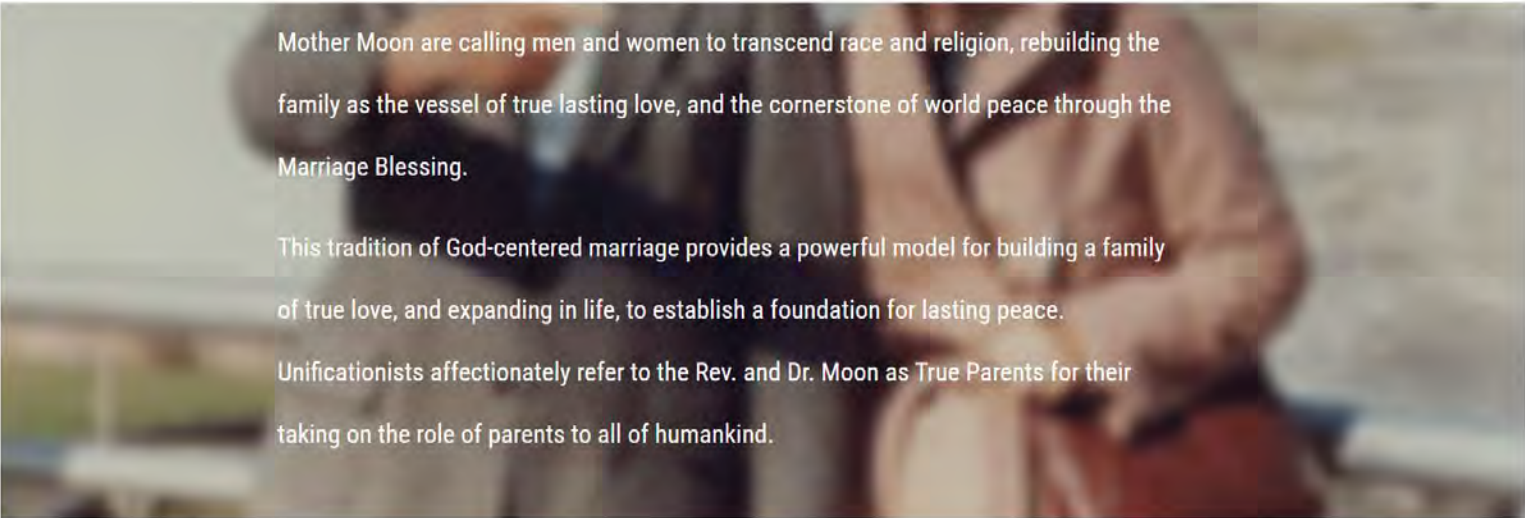 Mother Moon are calling men and women to transcend race and religion, rebuilding the
family as the vessel of true lasting love, and the cornerstone of world peace through the
Marriage Blessing.
This tradition of God-centered marriage provides a powerful model for building a family
of true love, and expanding in life, to establish a foundation for lasting peace.
Unificationists affectionately refer to the Rev. and Dr. Moon as True Parents for their
taking on the role of parents to all of humankind.